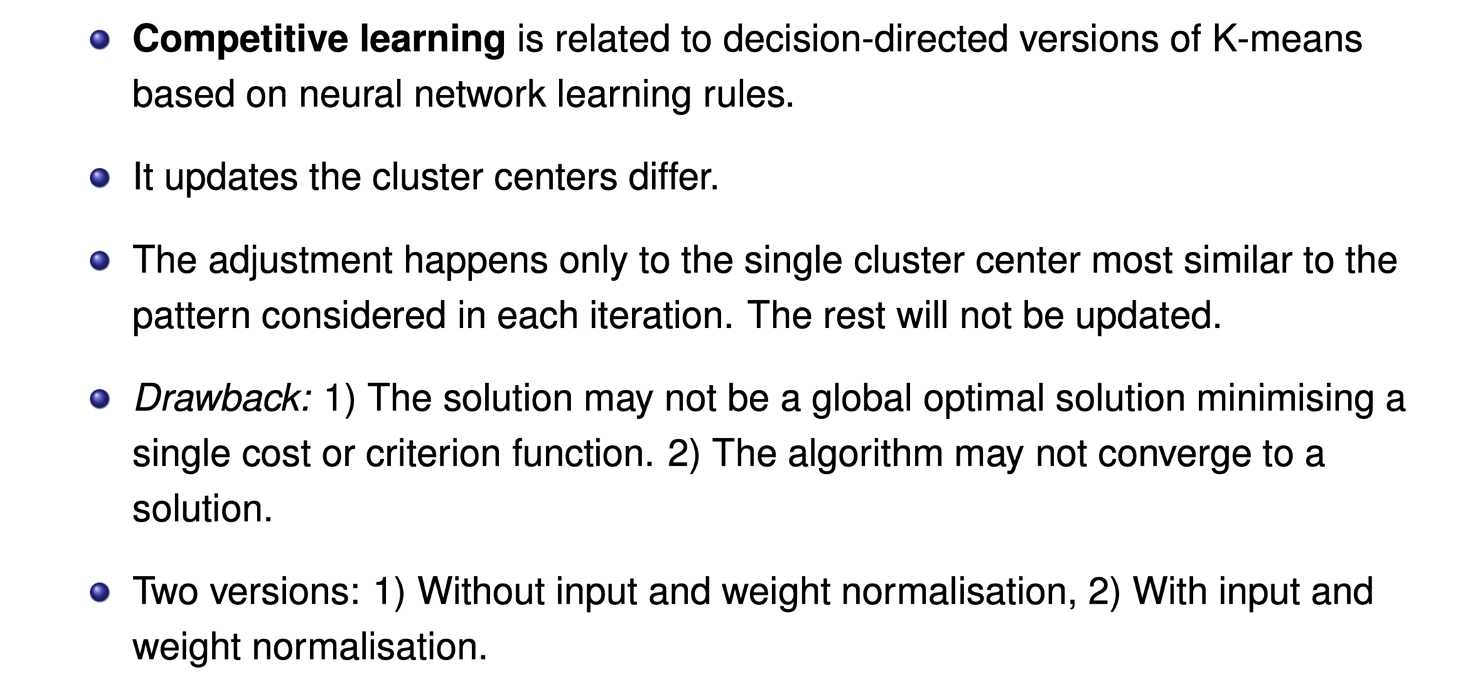 Competitive learning is related to decision-directed versions of K-means
based on neural network learning rules.
It updates the cluster centers differ.
The adjustment happens only to the single cluster center most similar to the
pattern considered in each iteration. The rest will not be updated.
Drawback: 1) The solution may not be a global optimal solution minimising a
single cost or criterion function. 2) The algorithm may not converge to a
solution.
Two versions: 1) Without input and weight normalisation, 2) With input and
weight normalisation.